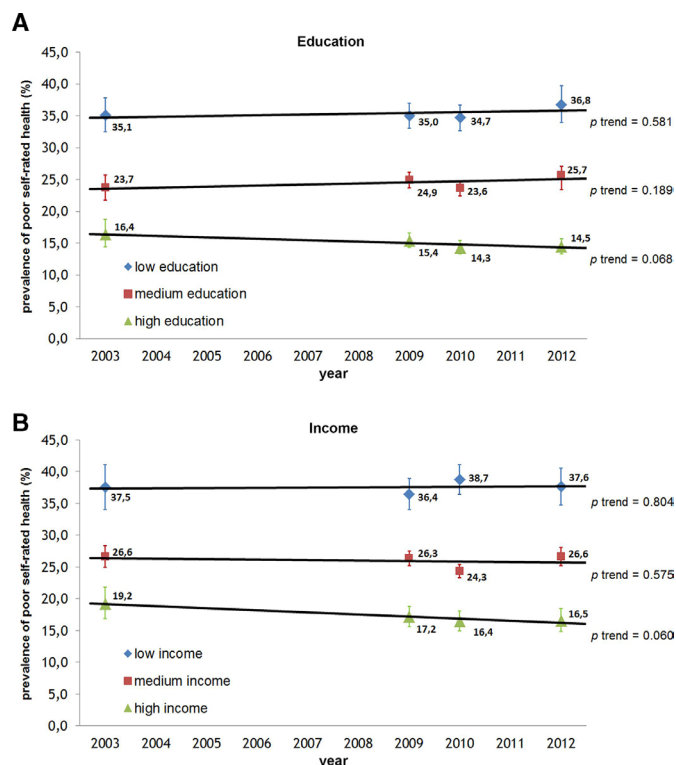 A
Education
prevalence of poor self-rated health (%)
45,0
40,0
35,0
30,0
25,0
20,0
15,0
10,0
5,0
0,0
35,1
35,0
34,7
36,8
p trend = 0.581
23,7
24,9
23,6
25,7
p trend = 0.189
16,4
15,4
14,3
14,5
p trend = 0.068
low education
medium education
high education
2003 2004 2005 2006 2007 2008 2009 2010 2011 2012
year
B
Income
prevalence of poor self-rated health (%)
45,0
40,0
35,0
30,0
25,0
20,0
15,0
10,0
5,0
0,0
37,5
36,4
38,7
37,6
p trend = 0.804
26,6
26,3
24,3
26,6
p trend = 0.575
19,2
17,2
16,4
16,5
p trend = 0.060
low income
medium income
high income
2003 2004 2005 2006 2007 2008 2009 2010 2011 2012
year